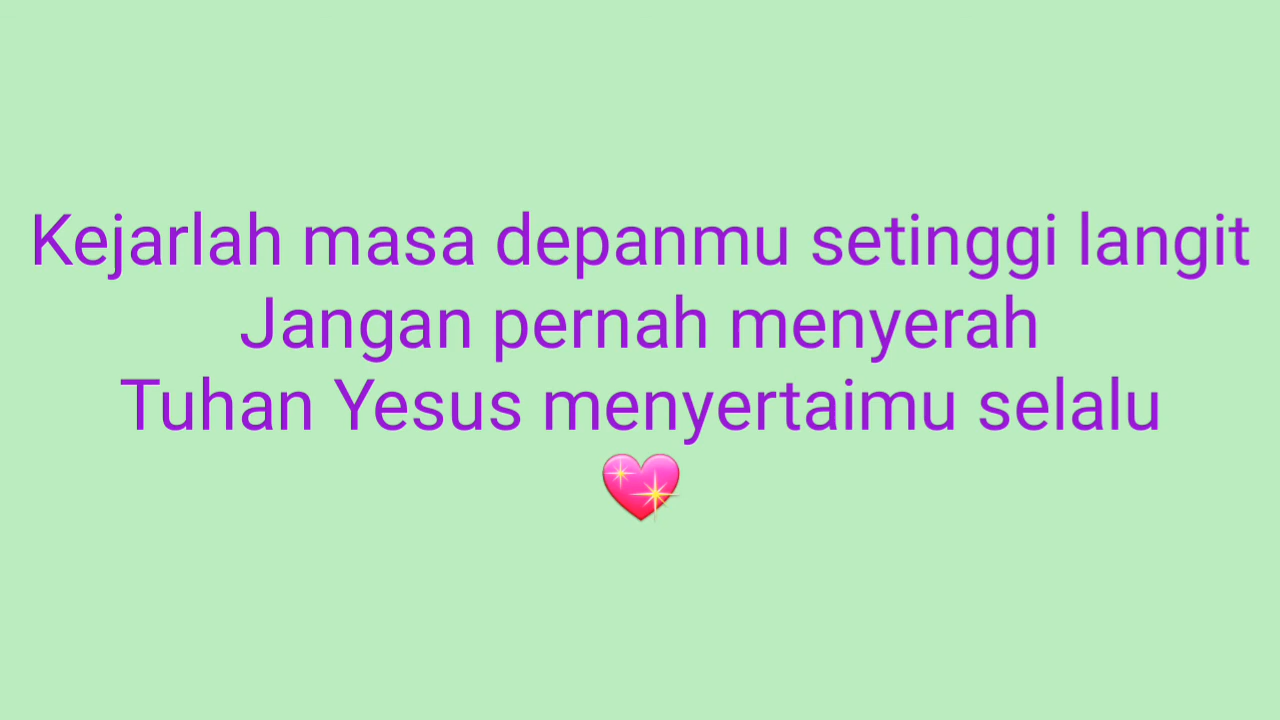 Kejarlah masa depanmu setinggi langit
Jangan pernah menyerah
Tuhan Yesus menyertaimu selalu
💖